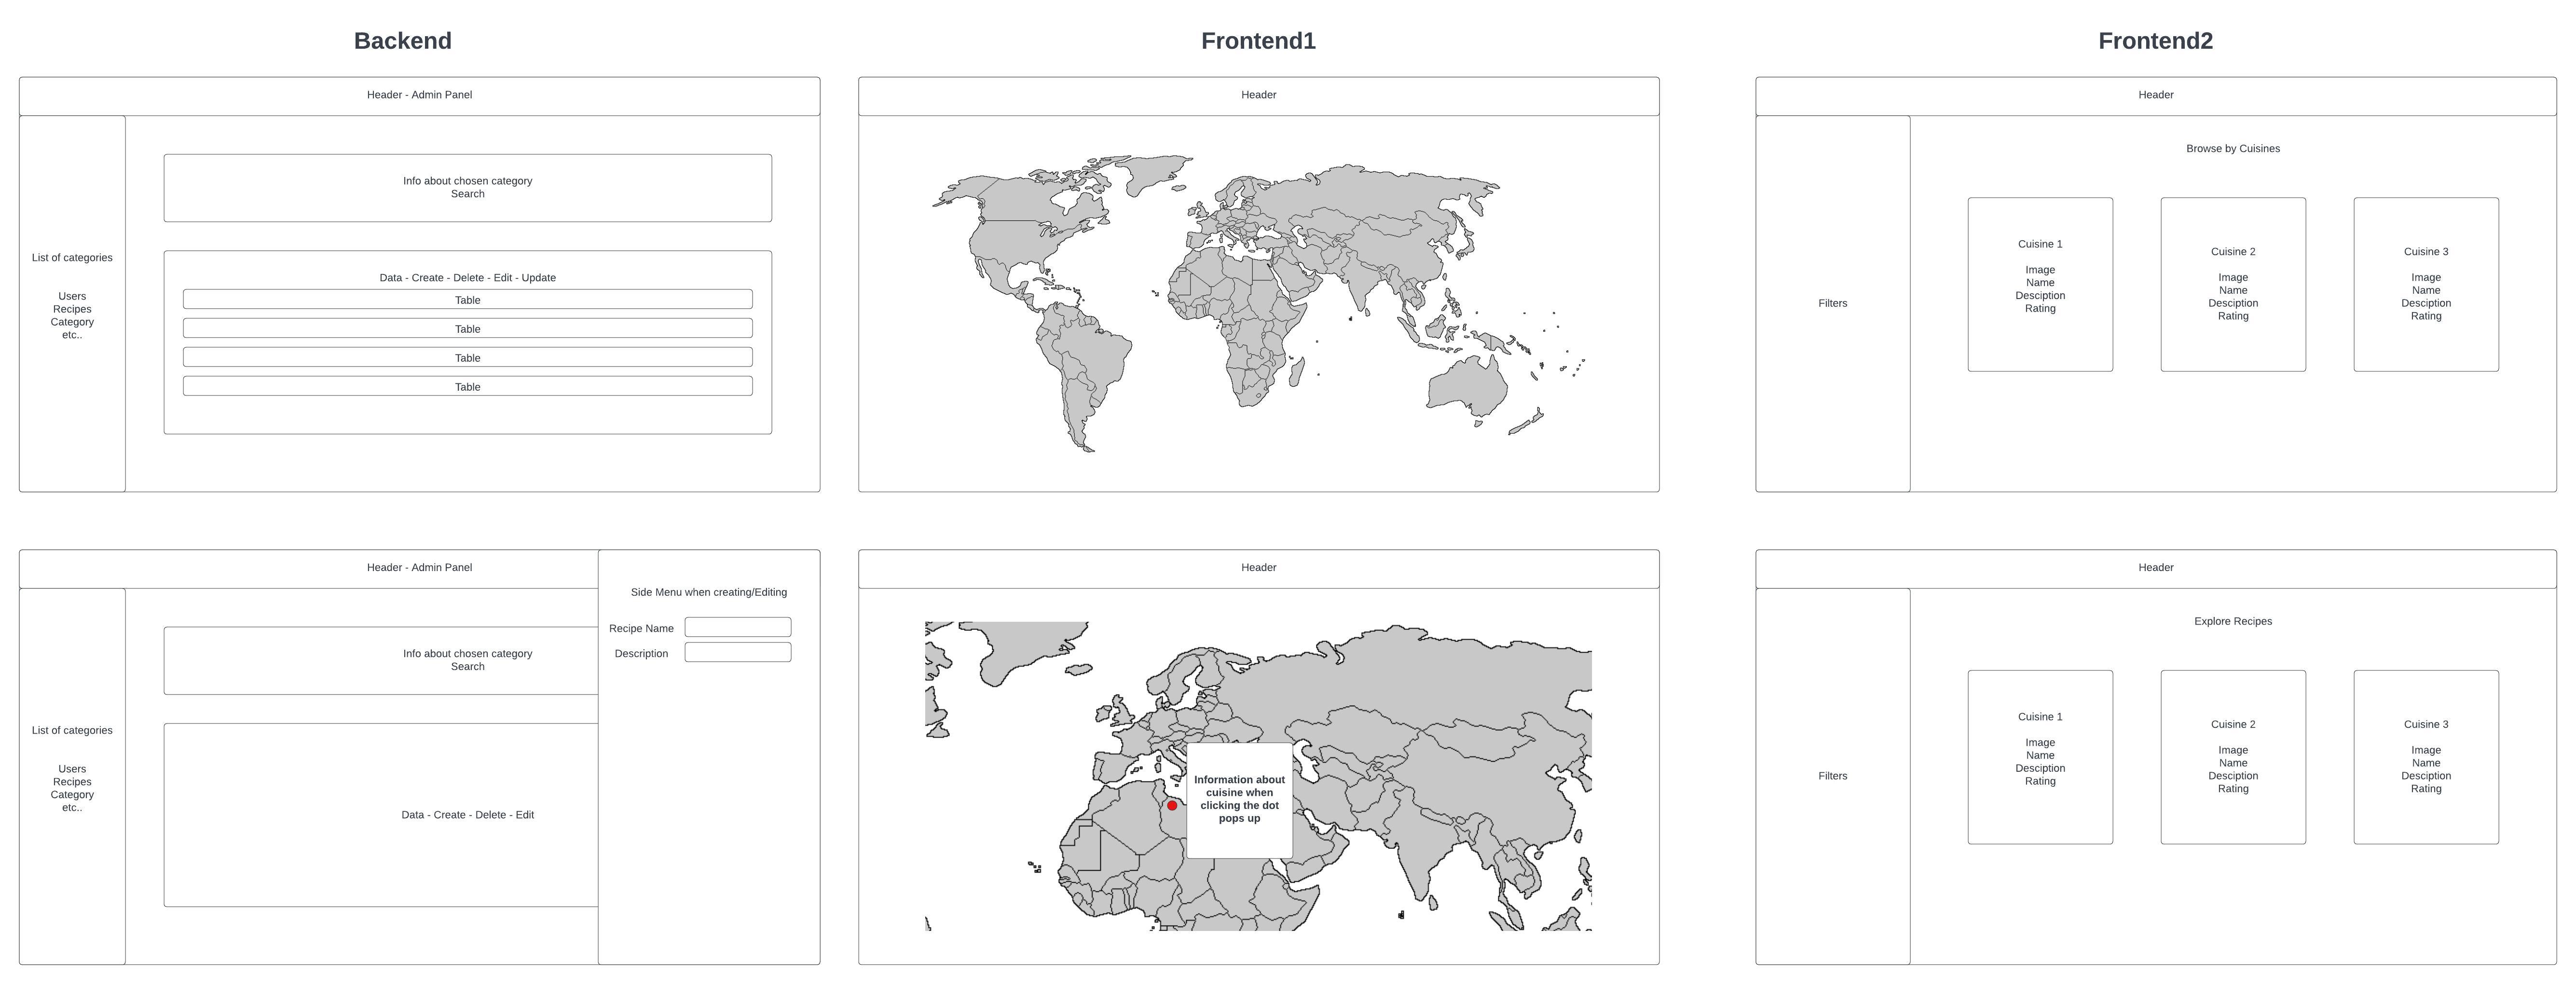 Backend
Header - Admin Panel
List of categories
Users
Recipes
Category
etc..
Info about chosen category
Search
Data - Create - Delete - Edit - Update
Table
Table
Table
Table
Header - Admin Panel
List of categories
Users
Recipes
Category
etc..
Info about chosen category
Search
Data - Create - Delete - Edit
Side Menu when creating/Editing
Recipe Name
Description
Frontend1
Header
Header
Information about
cuisine when
clicking the dot
pops up
Frontend2
Header
Filters
Browse by Cuisines
Cuisine 1
Image
Name
Desciption
Rating
Cuisine 2
Image
Name
Desciption
Rating
Cuisine 3
Image
Name
Desciption
Rating
Header
Filters
Explore Recipes
Cuisine 1
Image
Name
Desciption
Rating
Cuisine 2
Image
Name
Desciption
Rating
Cuisine 3
Image
Name
Desciption
Rating